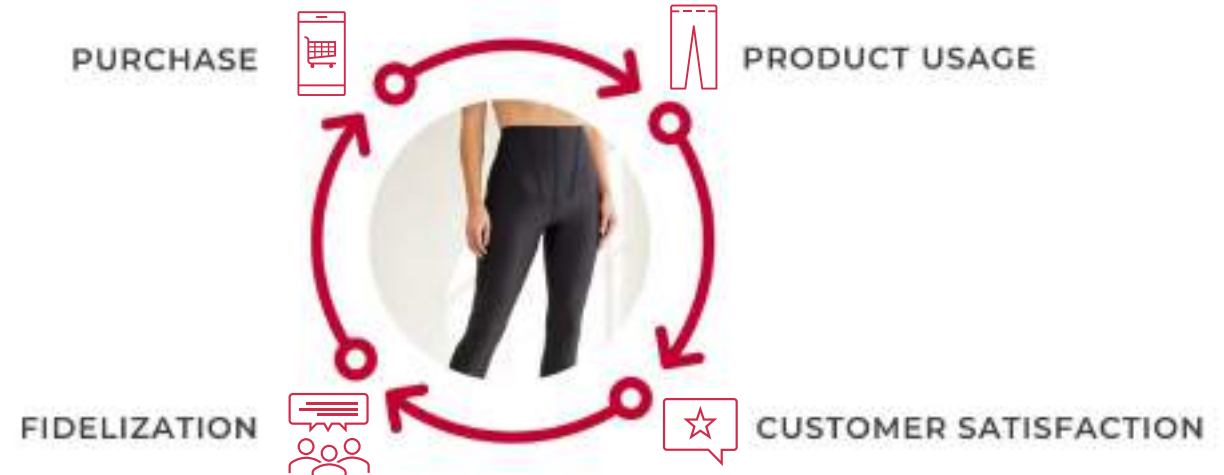 PURCHASE
PRODUCT USAGE
FIDELIZATION
CUSTOMER SATISFACTION